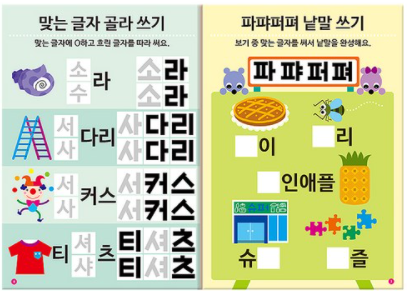 맞는 글자 골라 쓰기
맞는 글자에 O하고 흐린 글자를 따라 써요.
소
수
라
소라
소라
서
사
다리
사다리
사다리
서
사
커스
서커스
서커스
티
셔
샤
츠
티셔츠
티셔츠
파퍄퍼펴 낱말 쓰기
보기 중 맞는 글자를 써서 낱말을 완성해요.
파 퍄 퍼 펴
이
리
인애플
슈
즐